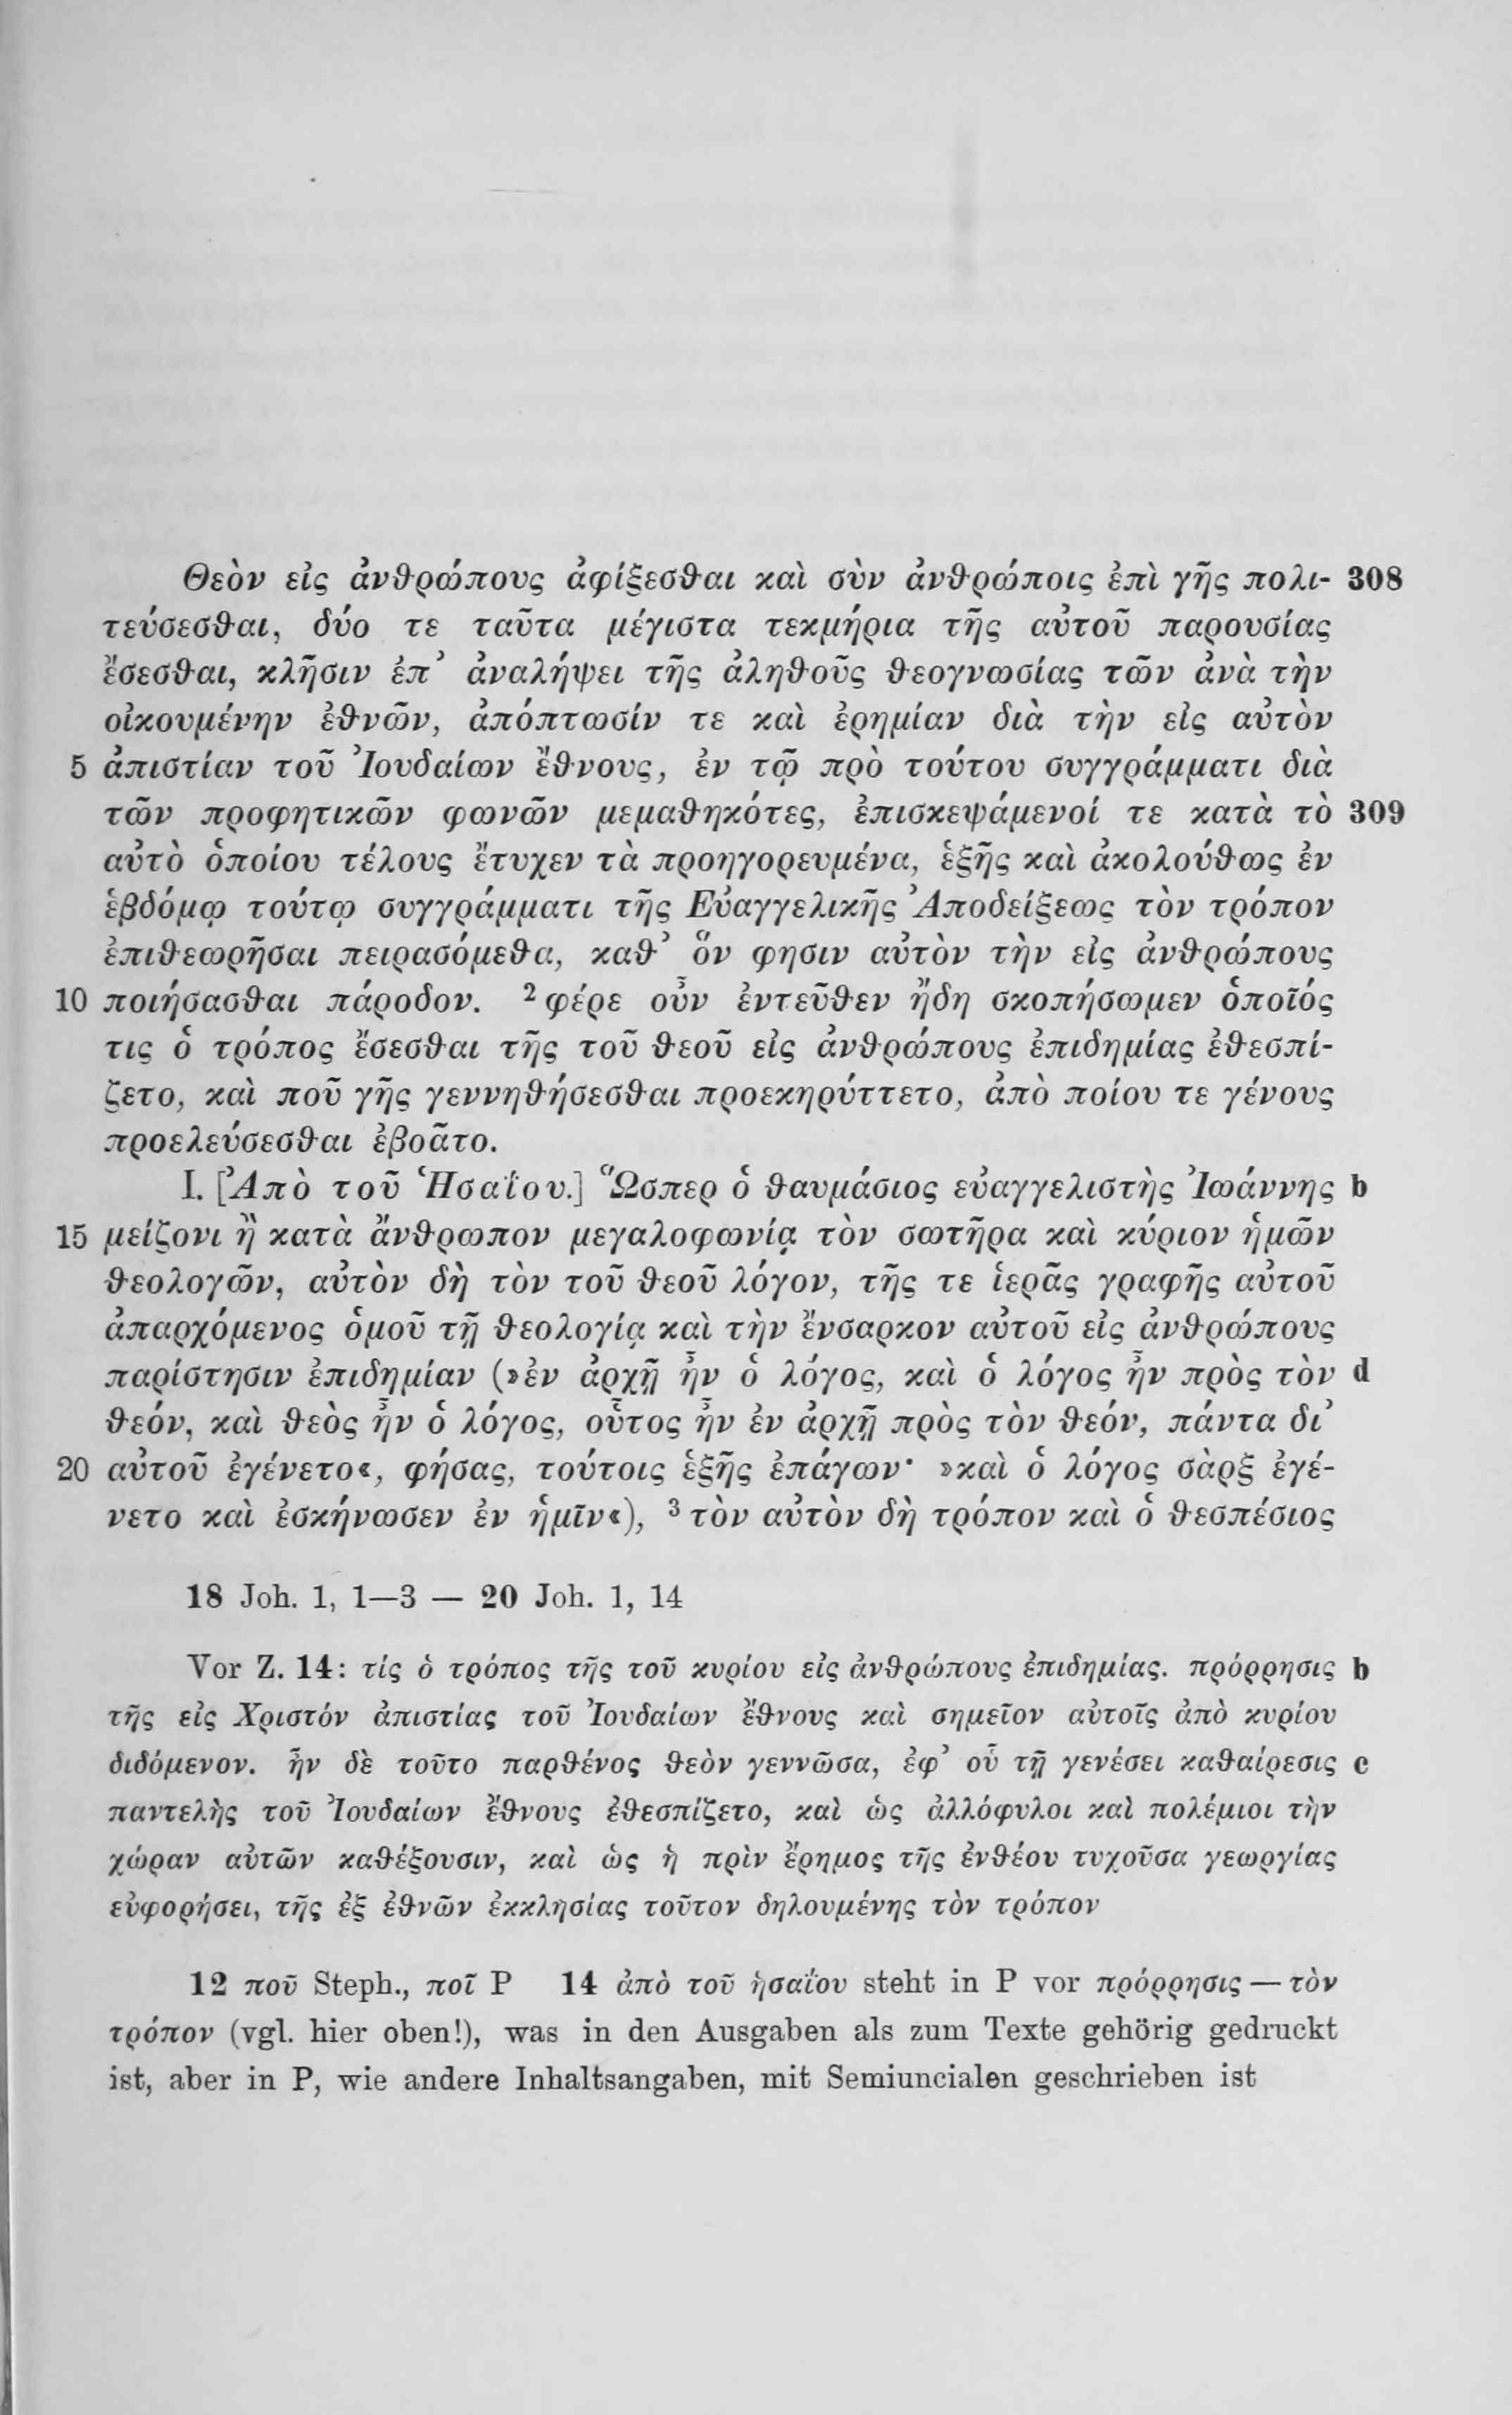 Θεὸν εἰς ἀνθρώπους ἀφίξεσθαι καὶ σὺν ἀνθρώποις ἐπὶ γῆς πολι- 308
τεύσεσθαι, δύο τε ταῦτα μέγιστα τεκμήρια τῆς αὐτοῦ παρουσίας
ἔσεσθαι, κλῆσιν ἐπ’ ἀναλήψει τῆς ἀληθοῦς θεογνωσίας τῶν ἀνὰ τὴν
οἰκουμένην ἐθνῶν, ἀπόπτωσίν τε καὶ ἐρημίαν διὰ τὴν εἰς αὐτὸν
5 ἀπιστίαν τοῦ Ἰουδαίων ἔθνους, ἐν τῷ πρὸ τούτου συγγράμματι διὰ
τῶν προφητικῶν φωνῶν μεμαθηκότες, ἐπισκεψάμενοί τε κατὰ τὸ 309
αὐτὸ ὁποίου τέλους ἔτυχεν τὰ προηγορευμένα, ἑξῆς καὶ ἀκολούθως ἐν
ἑβδόμῳ τούτῳ συγγράμματι τῆς Εὐαγγελικῆς Ἀποδείξεως τὸν τρόπον
ἐπιθεωρῆσαι πειρασόμεθα, καθ’ ὅν φησιν αὐτὸν τὴν εἰς ἀνθρώπους
10 ποιήσασθαι πάροδον. ² φέρε οὖν ἐντεῦθεν ἤδη σκοπήσωμεν ὁποῖός
τις ὁ τρόπος ἔσεσθαι τῆς τοῦ θεοῦ εἰς ἀνθρώπους ἐπιδημίας ἐθεσπί-
ζετο, καὶ ποῦ γῆς γεννηθήσεσθαι προεκηρύττετο, ἀπὸ ποίου τε γένους
προελεύσεσθαι ἐβοᾶτο.
I. [Ἀπὸ τοῦ Ἡσαΐου.] Ὥσπερ ὁ θαυμάσιος εὐαγγελιστὴς Ἰωάννης b
15 μείζονι ἢ κατὰ ἄνθρωπον μεγαλοφωνίᾳ τὸν σωτῆρα καὶ κύριον ἡμῶν
θεολογῶν, αὐτὸν δὴ τὸν τοῦ θεοῦ λόγον, τῆς τε ἱερᾶς γραφῆς αὐτοῦ
ἀπαρχόμενος ὁμοῦ τῇ θεολογίᾳ καὶ τὴν ἔνσαρκον αὐτοῦ εἰς ἀνθρώπους
παρίστησιν ἐπιδημίαν (»ἐν ἀρχῇ ἦν ὁ λόγος, καὶ ὁ λόγος ἦν πρὸς τὸν d
θεόν, καὶ θεὸς ἦν ὁ λόγος, οὗτος ἦν ἐν ἀρχῇ πρὸς τὸν θεόν, πάντα δι’
20 αὐτοῦ ἐγένετο«, φήσας, τούτοις ἑξῆς ἐπάγων· »καὶ ὁ λόγος σὰρξ ἐγέ-
νετο καὶ ἐσκήνωσεν ἐν ἡμῖν«), ³ τὸν αὐτὸν δὴ τρόπον καὶ ὁ θεσπέσιος
18 Joh. 1, 1—3 — 20 Joh. 1, 14
Vor Z. 14: τίς ὁ τρόπος τῆς τοῦ κυρίου εἰς ἀνθρώπους ἐπιδημίας. πρόρρησις b
τῆς εἰς Χριστόν ἀπιστίας τοῦ Ἰουδαίων ἔθνους καὶ σημεῖον αὐτοῖς ἀπὸ κυρίου
διδόμενον. ἦν δὲ τοῦτο παρθένος θεὸν γεννῶσα, ἐφ’ οὗ τῇ γενέσει καθαίρεσις c
παντελὴς τοῦ Ἰουδαίων ἔθνους ἐθεσπίζετο, καὶ ὡς ἀλλόφυλοι καὶ πολέμιοι τὴν
χώραν αὐτῶν καθέξουσιν, καὶ ὡς ἡ πρὶν ἔρημος τῆς ἐνθέου τυχοῦσα γεωργίας
εὐφορήσει, τῆς ἐξ ἐθνῶν ἐκκλησίας τοῦτον δηλουμένης τὸν τρόπον
12 ποῦ Steph., ποῖ P 14 ἀπὸ τοῦ ἡσαΐου steht in P vor πρόρρησις — τὸν
τρόπον (vgl. hier oben!), was in den Ausgaben als zum Texte gehörig gedruckt
ist, aber in P, wie andere Inhaltsangaben, mit Semiuncialen geschrieben ist